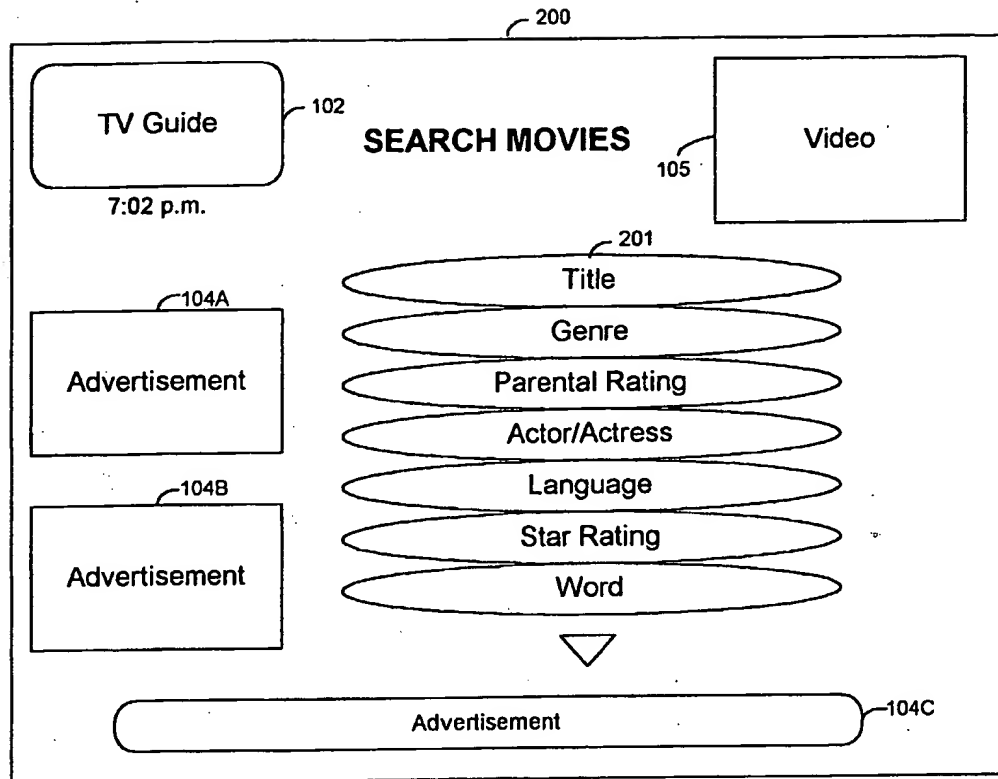 200
TV Guide
102
SEARCH MOVIES
105
Video
7:02 p.m.
201
Title
104A
Genre
Advertisement
Parental Rating
Actor/Actress
104B
Language
Advertisement
Star Rating
Word
Advertisement
104C